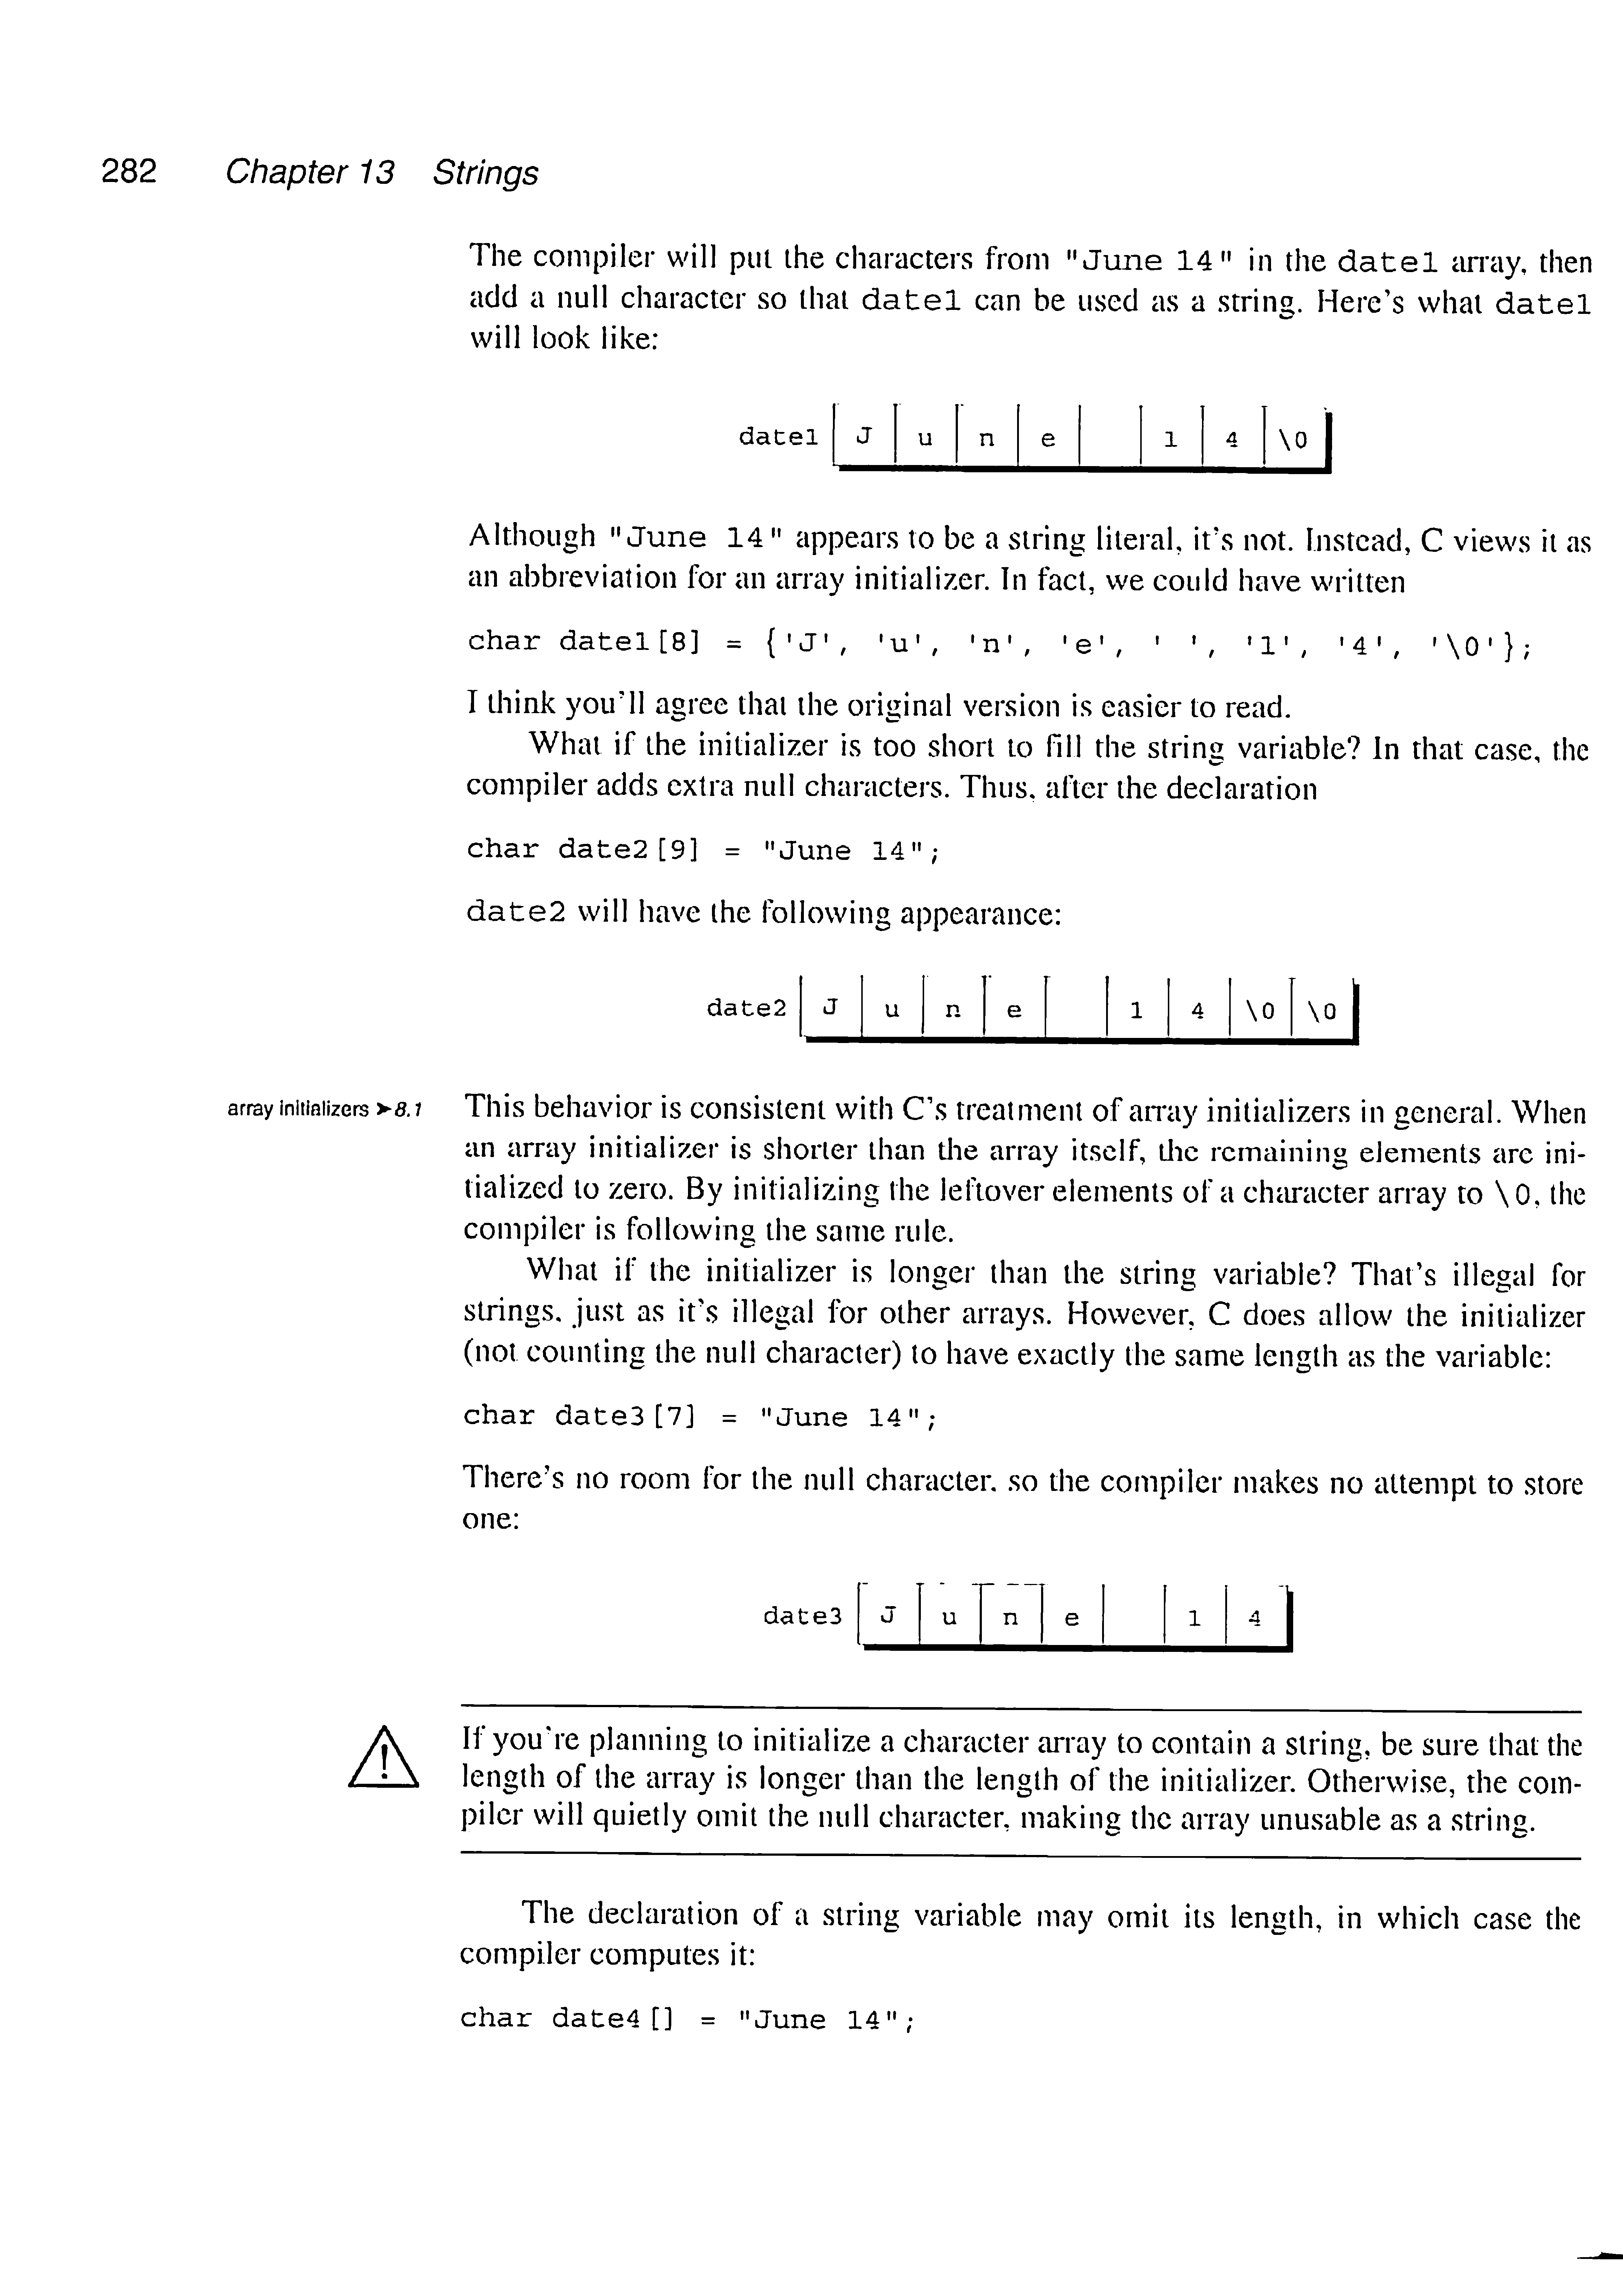 282 Chapter 13 Strings
The compiler will put the characters from "June 14" in the date1 array, then
add a null character so that date1 can be used as a string. Here's what date1
will look like:
date1 J u n e 1 4 \0
Although "June 14" appears to be a string literal, it's not. Instead, C views it as
an abbreviation for an array initializer. In fact, we could have written
char date1[8] = {'J', 'u', 'n', 'e', ' ', '1', '4', '\0'};
I think you'll agree that the original version is easier to read.
What if the initializer is too short to fill the string variable? In that case, the
compiler adds extra null characters. Thus, after the declaration
char date2[9] = "June 14";
date2 will have the following appearance:
date2 J u n e 1 4 \0 \0
array initializers ➤8.1 This behavior is consistent with C's treatment of array initializers in general. When
an array initializer is shorter than the array itself, the remaining elements are ini-
tialized to zero. By initializing the leftover elements of a character array to \0, the
compiler is following the same rule.
What if the initializer is longer than the string variable? That's illegal for
strings, just as it's illegal for other arrays. However, C does allow the initializer
(not counting the null character) to have exactly the same length as the variable:
char date3[7] = "June 14";
There's no room for the null character, so the compiler makes no attempt to store
one:
date3 J u n e 1 4
If you're planning to initialize a character array to contain a string, be sure that the
length of the array is longer than the length of the initializer. Otherwise, the com-
piler will quietly omit the null character, making the array unusable as a string.
The declaration of a string variable may omit its length, in which case the
compiler computes it:
char date4[] = "June 14";